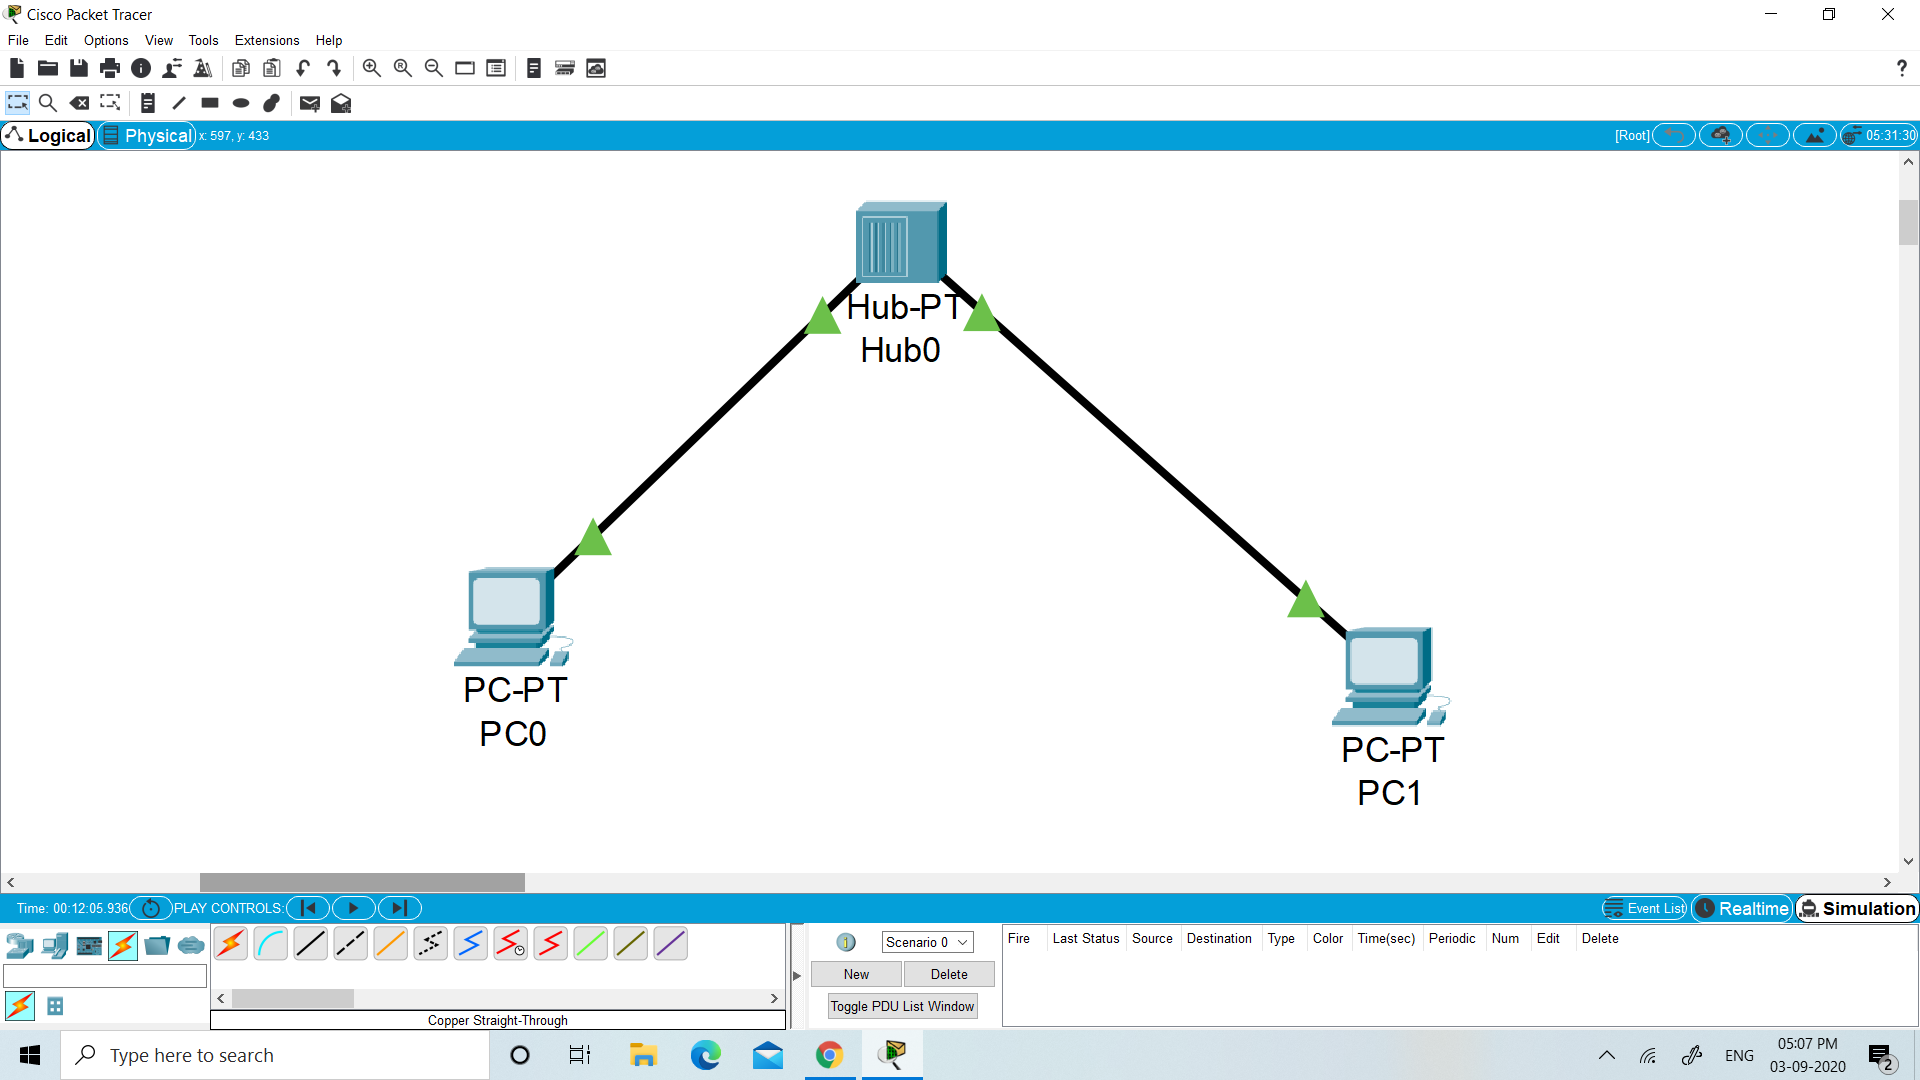 Cisco Packet Tracer
File Edit Options View Tools Extensions Help
?
Logical Physical x: 597, y: 433 [Root] 05:31:30
Hub-PT
Hub0
PC-PT
PC0
PC-PT
PC1
Time: 00:12:05.936 PLAY CONTROLS: Event List Realtime Simulation
Scenario 0
Fire Last Status Source Destination Type Color Time(sec) Periodic Num Edit Delete
New Delete
Toggle PDU List Window
Copper Straight-Through
Type here to search
ENG
05:07 PM
03-09-2020
2